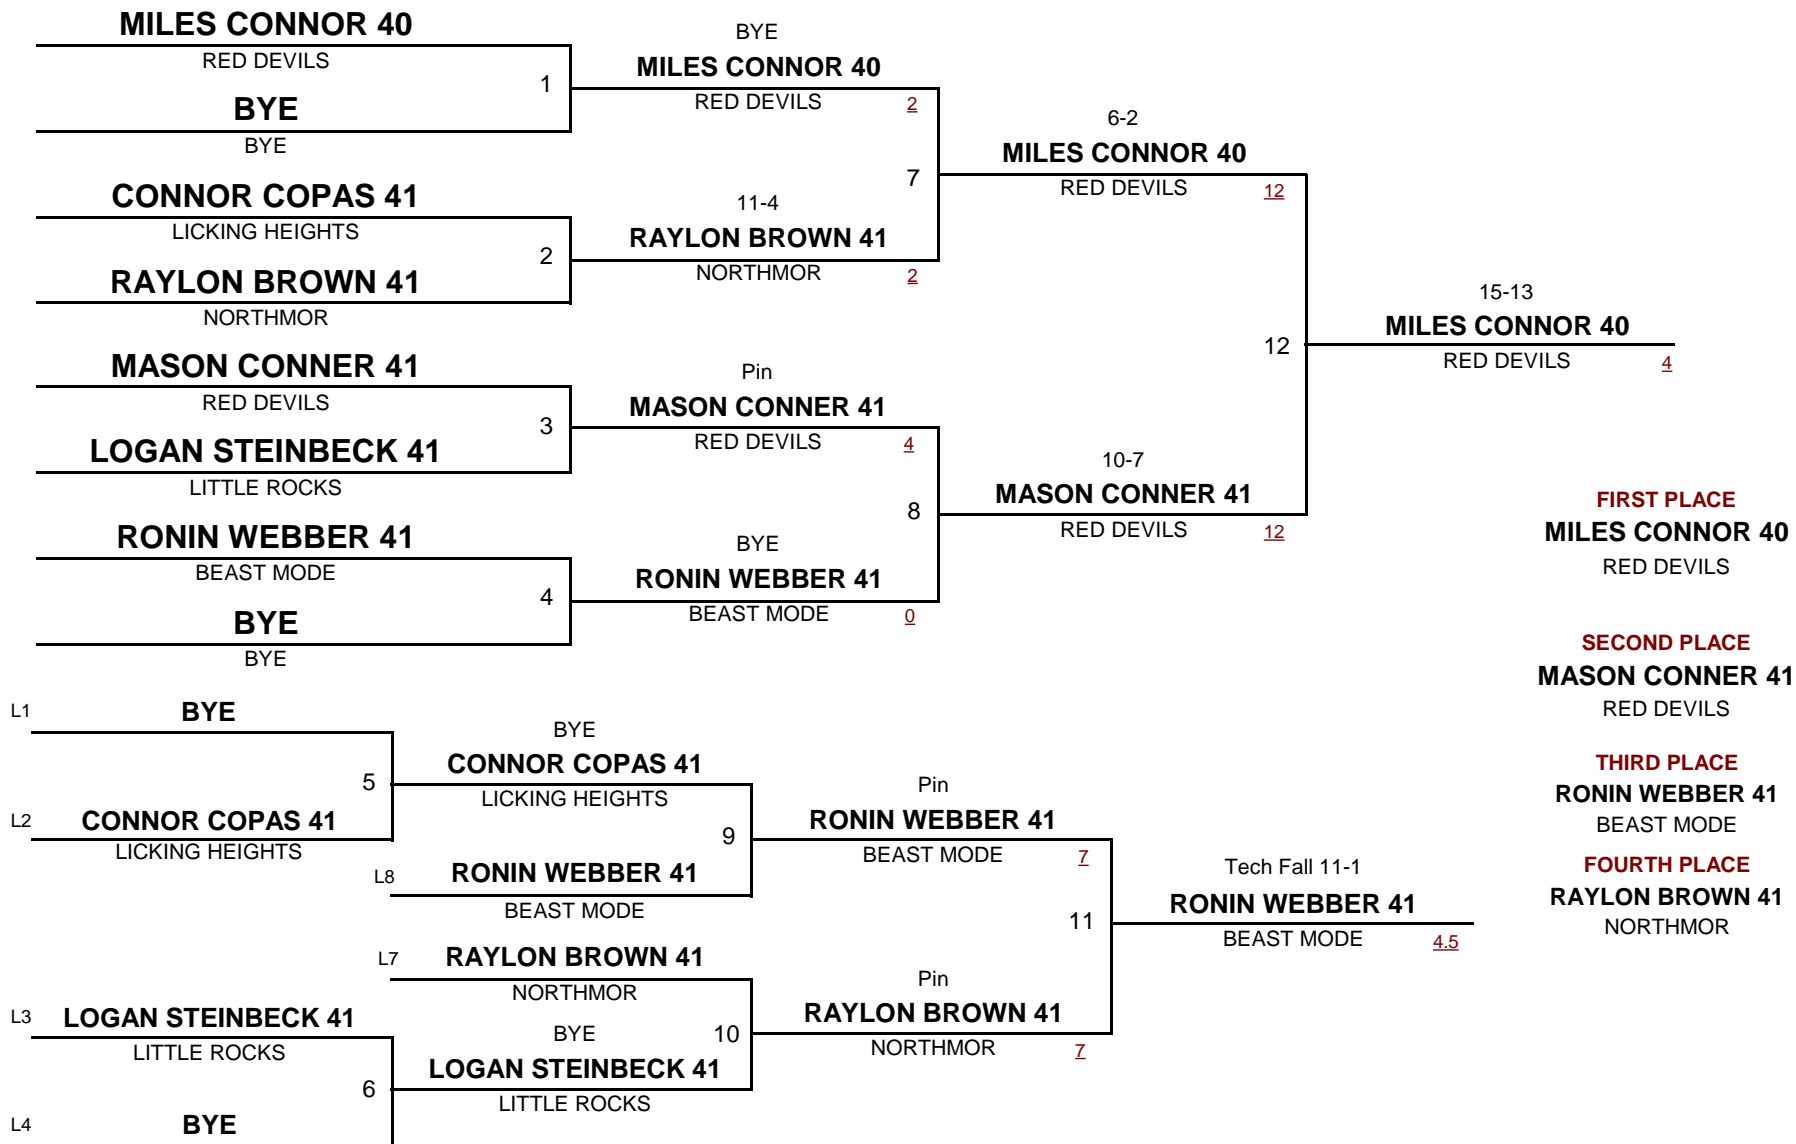 MILES CONNOR 40
RED DEVILS
1
BYE
BYE
BYE
MILES CONNOR 40
RED DEVILS
2
CONNOR COPAS 41
LICKING HEIGHTS
2
RAYLON BROWN 41
NORTHMOR
11-4
RAYLON BROWN 41
NORTHMOR
2
7
6-2
MILES CONNOR 40
RED DEVILS
12
MASON CONNER 41
RED DEVILS
3
LOGAN STEINBECK 41
LITTLE ROCKS
Pin
MASON CONNER 41
RED DEVILS
4
RONIN WEBBER 41
BEAST MODE
4
BYE
BYE
BYE
RONIN WEBBER 41
BEAST MODE
0
8
10-7
MASON CONNER 41
RED DEVILS
12
12
15-13
MILES CONNOR 40
RED DEVILS
4
FIRST PLACE
MILES CONNOR 40
RED DEVILS
SECOND PLACE
MASON CONNER 41
RED DEVILS
THIRD PLACE
RONIN WEBBER 41
BEAST MODE
FOURTH PLACE
RAYLON BROWN 41
NORTHMOR
L1
BYE
5
L2
CONNOR COPAS 41
LICKING HEIGHTS
BYE
CONNOR COPAS 41
LICKING HEIGHTS
9
L8
RONIN WEBBER 41
BEAST MODE
Pin
RONIN WEBBER 41
BEAST MODE
7
L7
RAYLON BROWN 41
NORTHMOR
10
L3
LOGAN STEINBECK 41
LITTLE ROCKS
6
L4
BYE
BYE
LOGAN STEINBECK 41
LITTLE ROCKS
Pin
RAYLON BROWN 41
NORTHMOR
7
11
Tech Fall 11-1
RONIN WEBBER 41
BEAST MODE
4.5